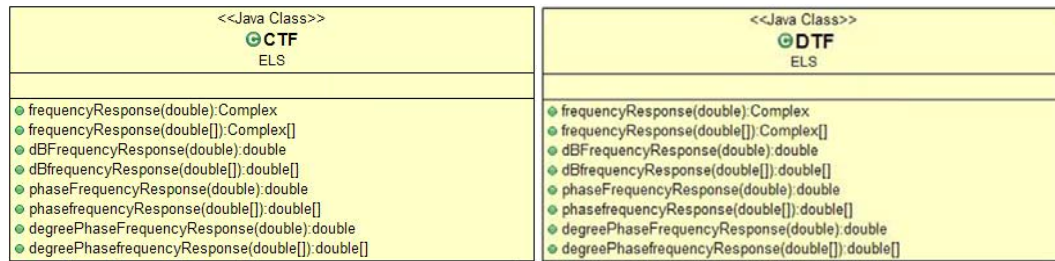 <<Java Class>>
CTF
ELS
frequencyResponse(double):Complex
frequencyResponse(double[]):Complex[]
dBFrequencyResponse(double):double
dBfrequencyResponse(double[]):double[]
phaseFrequencyResponse(double):double
phasefrequencyResponse(double[]):double[]
degreePhaseFrequencyResponse(double):double
degreePhasefrequencyResponse(double[]):double[]
<<Java Class>>
DTF
ELS
frequencyResponse(double):Complex
frequencyResponse(double[]):Complex[]
dBFrequencyResponse(double):double
dBfrequencyResponse(double[]):double[]
phaseFrequencyResponse(double):double
phasefrequencyResponse(double[]):double[]
degreePhaseFrequencyResponse(double):double
degreePhasefrequencyResponse(double[]):double[]